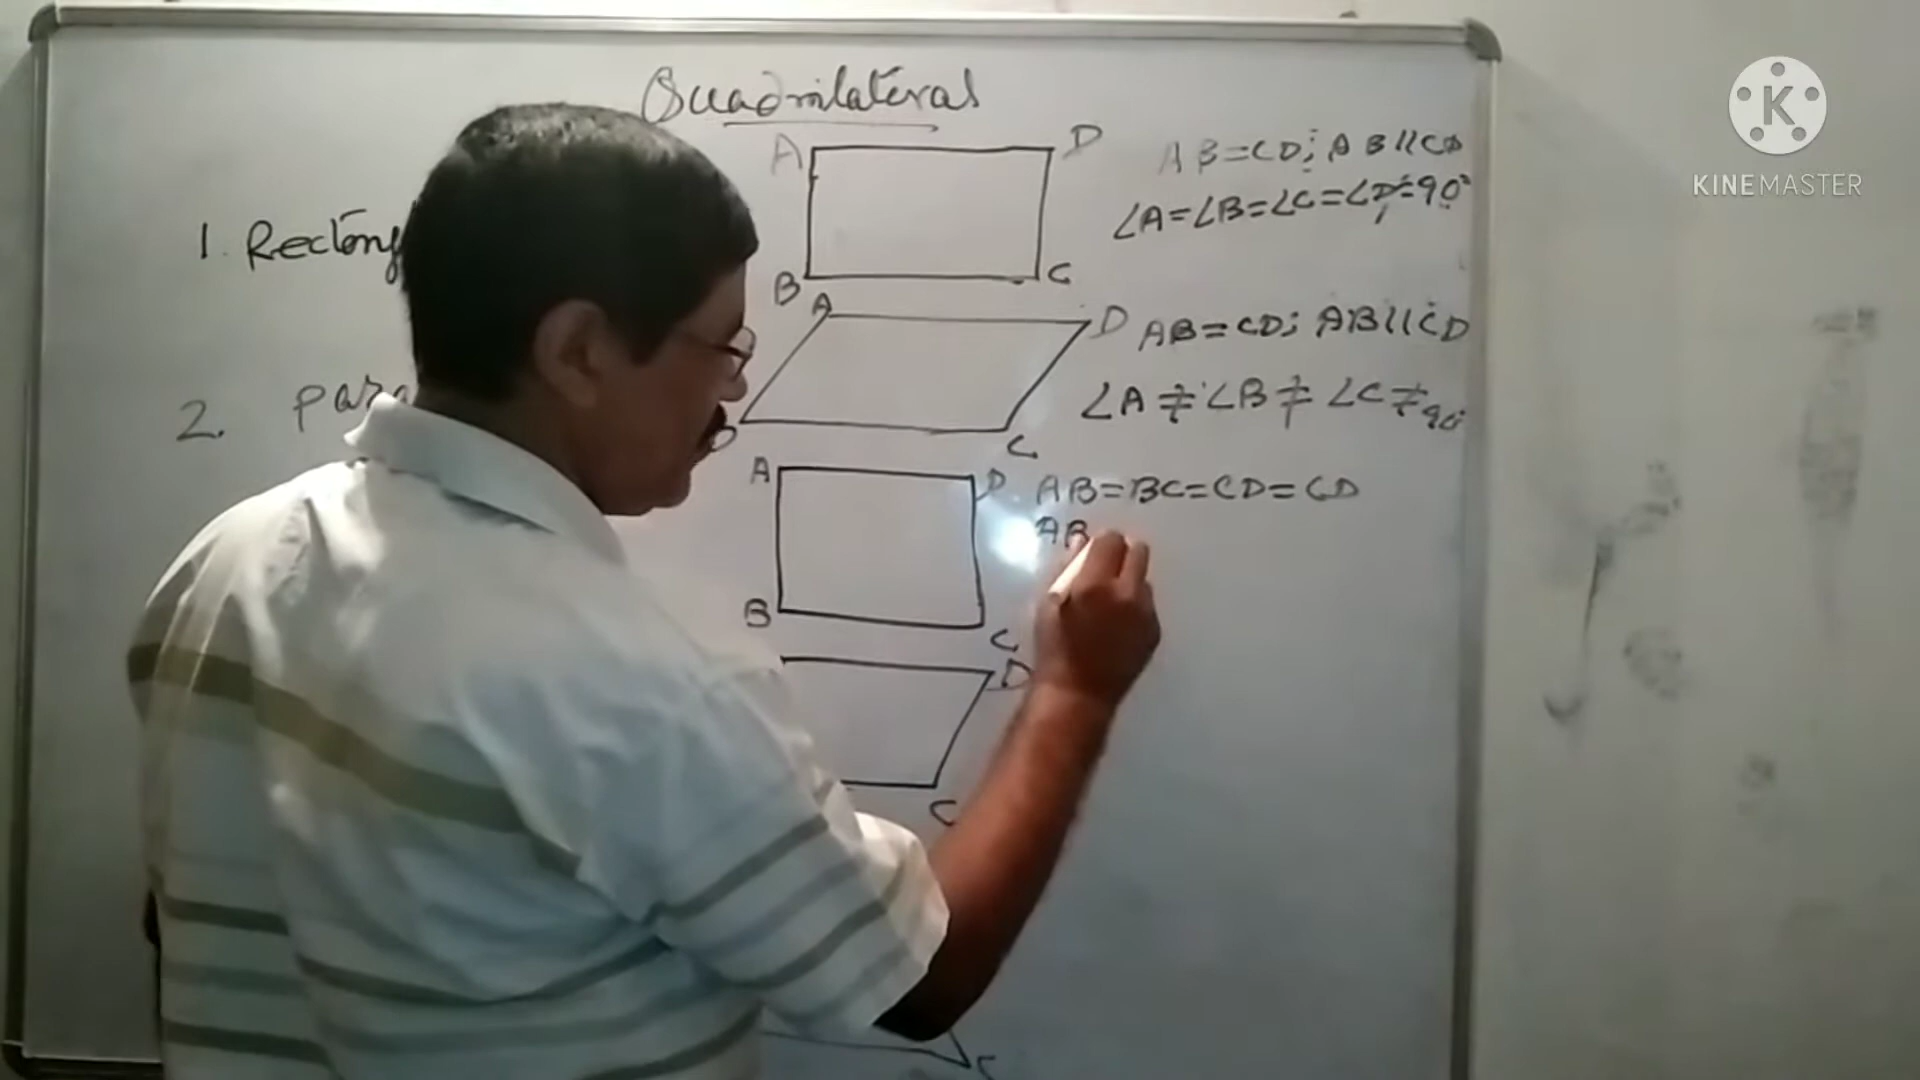 Quadrilateral
A D AB=CD; AB//CD
∠A=∠B=∠C=∠D=90°
1. Rectang
B C
A D AB=CD; AB//CD
2. para ∠A≠∠B≠∠C≠90°
C
A D AB=BC=CD=CD
AB
B C
D
C
C
K
KINEMASTER